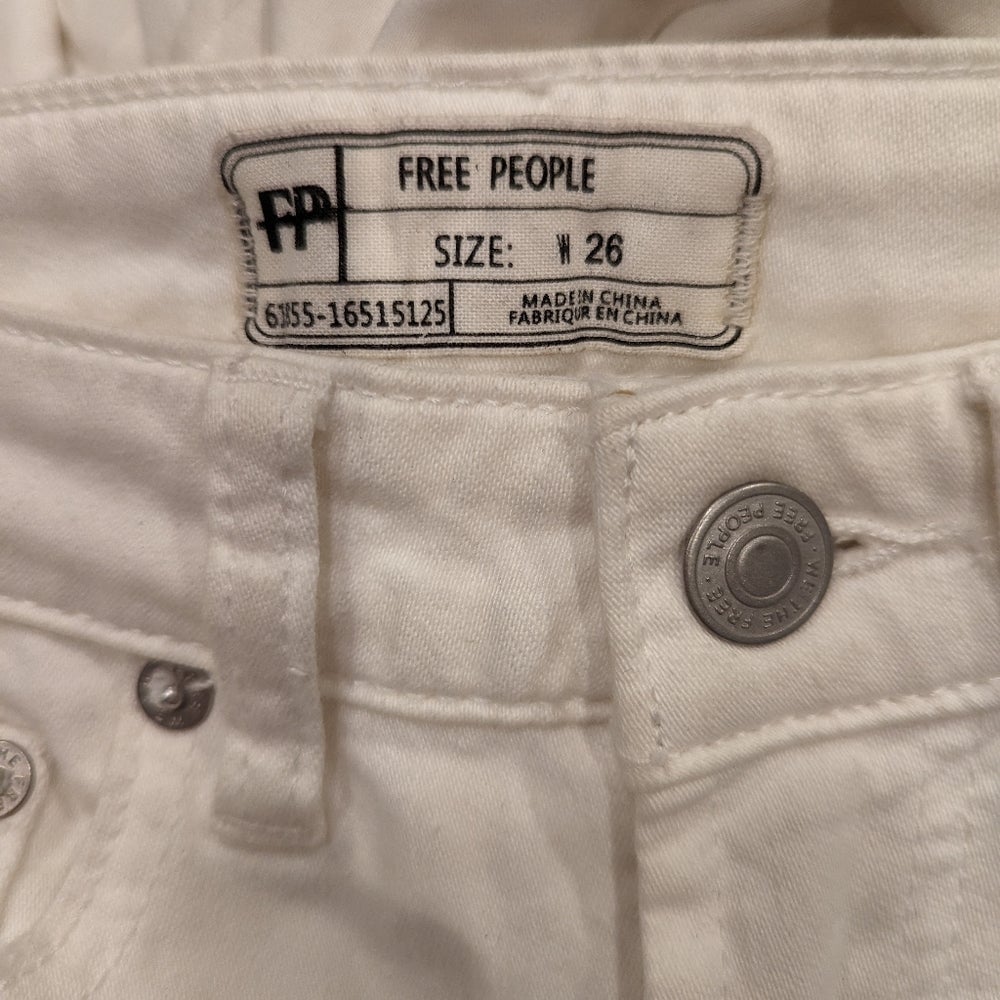 FREE PEOPLE
FP
SIZE: W 26
MADE IN CHINA
FABRIQUR EN CHINA
FREE PEOPLE · WE THE FREE ·